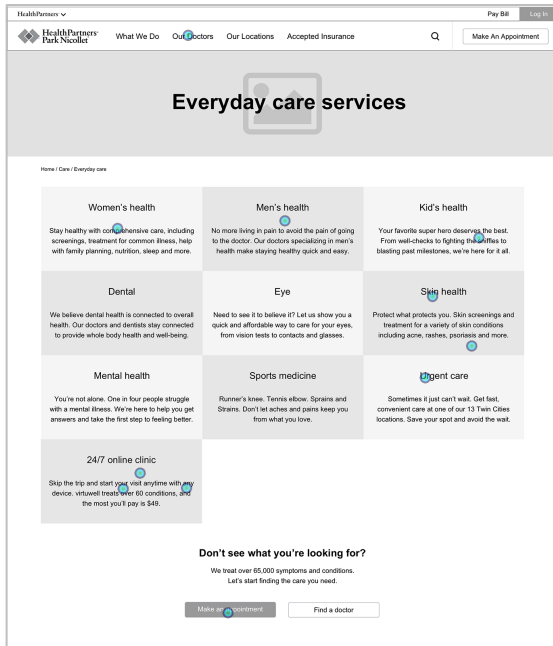 HealthPartners
Pay Bill
Log In
HealthPartners
Park Nicollet
What We Do
Our Doctors
Our Locations
Accepted Insurance
Make An Appointment
Everyday care services
Home / Care / Everyday care
Women's health
Stay healthy with comprehensive care, including
screenings, treatment for common illness, help
with family planning, nutrition, sleep and more.
Men's health
No more living in pain to avoid the pain of going
to the doctor. Our doctors specializing in men's
health make staying healthy quick and easy.
Kid's health
Your favorite super hero deserves the best.
From well-checks to fighting the sniffles to
blasting past milestones, we're here for it all.
Dental
We believe dental health is connected to overall
health. Our doctors and dentists stay connected
to provide whole body health and well-being.
Eye
Need to see it to believe it? Let us show you a
quick and affordable way to care for your eyes,
from vision tests to contacts and glasses.
Skin health
Protect what protects you. Skin screenings and
treatment for a variety of skin conditions
including acne, rashes, psoriasis and more.
Mental health
You're not alone. One in four people struggle
with a mental illness. We're here to help you get
answers and take the first step to feeling better.
Sports medicine
Runner's knee. Tennis elbow. Sprains and
Strains. Don't let aches and pains keep you
from what you love.
Urgent care
Sometimes it just can't wait. Get fast,
convenient care at one of our 13 Twin Cities
locations. Save your spot and avoid the wait.
24/7 online clinic
Skip the trip and start your visit anytime with any
device. virtuwell treats over 60 conditions, and
the most you'll pay is $49.
Don't see what you're looking for?
We treat over 65,000 symptoms and conditions.
Let's start finding the care you need.
Make an appointment
Find a doctor